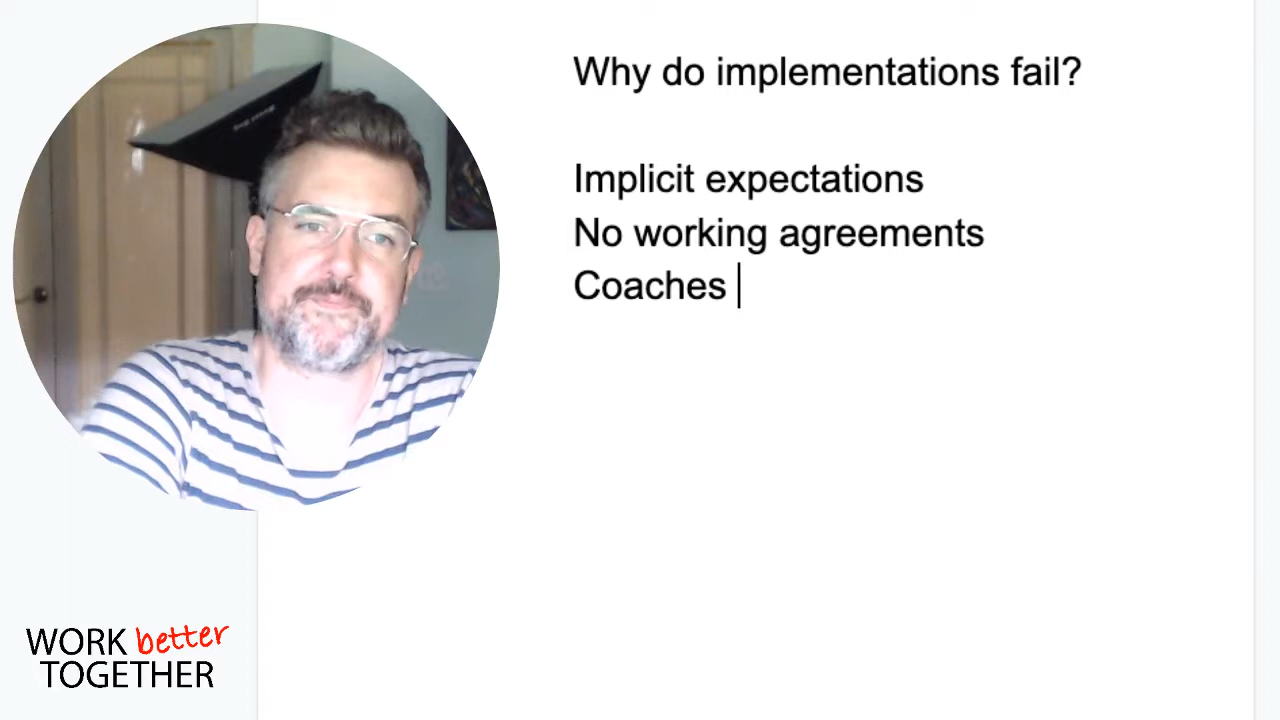 Why do implementations fail?
Implicit expectations
No working agreements
Coaches
WORK better
TOGETHER